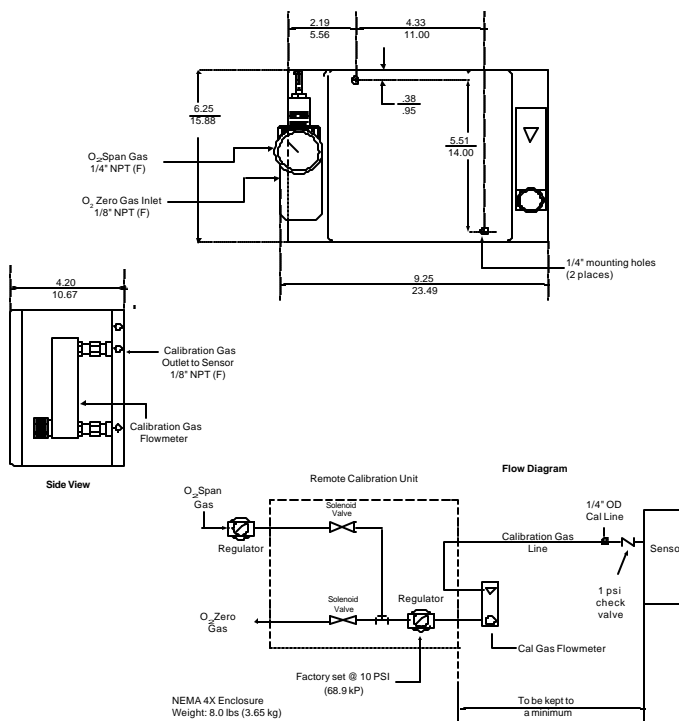 2.19
5.56
4.33
11.00
6.25
15.88
.38
.95
5.51
14.00
O2 Span Gas
1/4" NPT (F)
O2 Zero Gas Inlet
1/8" NPT (F)
1/4" mounting holes
(2 places)
9.25
23.49
4.20
10.67
Calibration Gas
Outlet to Sensor
1/8" NPT (F)
Calibration Gas
Flowmeter
Side View
Flow Diagram
Remote Calibration Unit
O2 Span
Gas
Solenoid
Valve
Regulator
1/4" OD
Cal Line
Calibration Gas
Line
Senso
1 psi
check
valve
O2 Zero
Gas
Solenoid
Valve
Regulator
Cal Gas Flowmeter
Factory set @ 10 PSI
(68.9 kP)
NEMA 4X Enclosure
Weight: 8.0 lbs (3.65 kg)
To be kept to
a minimum